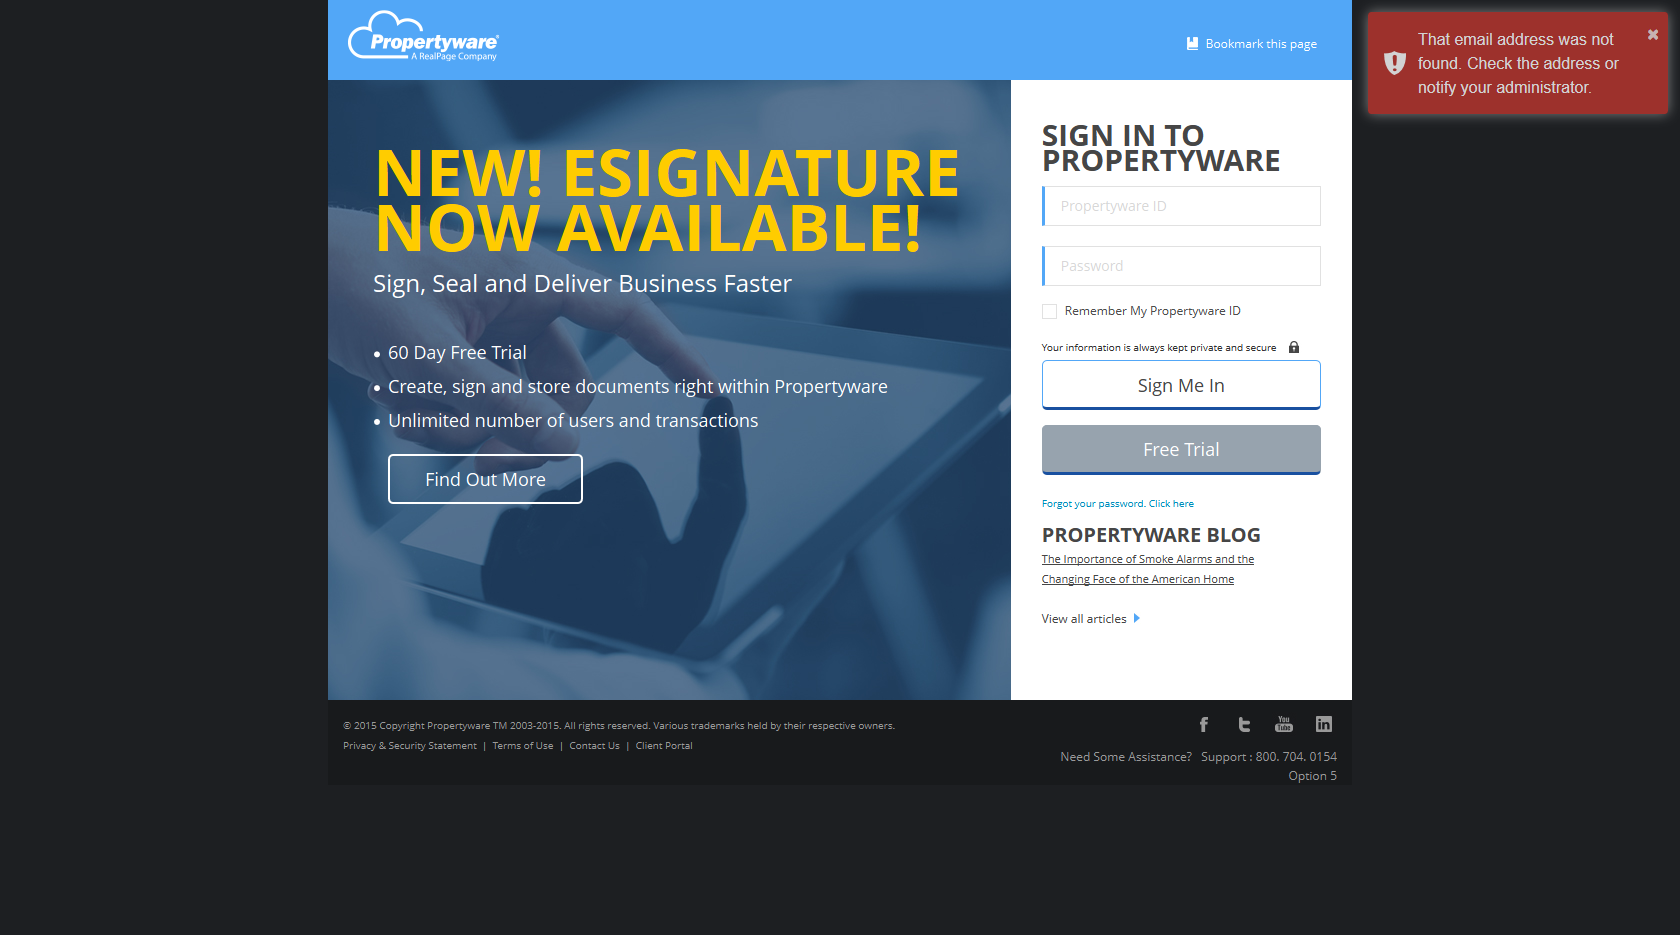 Propertyware®
A RealPage Company
Bookmark this page
That email address was not
found. Check the address or
notify your administrator.
×
NEW! ESIGNATURE
NOW AVAILABLE!
Sign, Seal and Deliver Business Faster
• 60 Day Free Trial
• Create, sign and store documents right within Propertyware
• Unlimited number of users and transactions
Find Out More
SIGN IN TO
PROPERTYWARE
Propertyware ID
Password
Remember My Propertyware ID
Your information is always kept private and secure
Sign Me In
Free Trial
Forgot your password. Click here
PROPERTYWARE BLOG
The Importance of Smoke Alarms and the
Changing Face of the American Home
View all articles
© 2015 Copyright Propertyware TM 2003-2015. All rights reserved. Various trademarks held by their respective owners.
Privacy & Security Statement | Terms of Use | Contact Us | Client Portal
You
Tube
Need Some Assistance? Support : 800. 704. 0154
Option 5